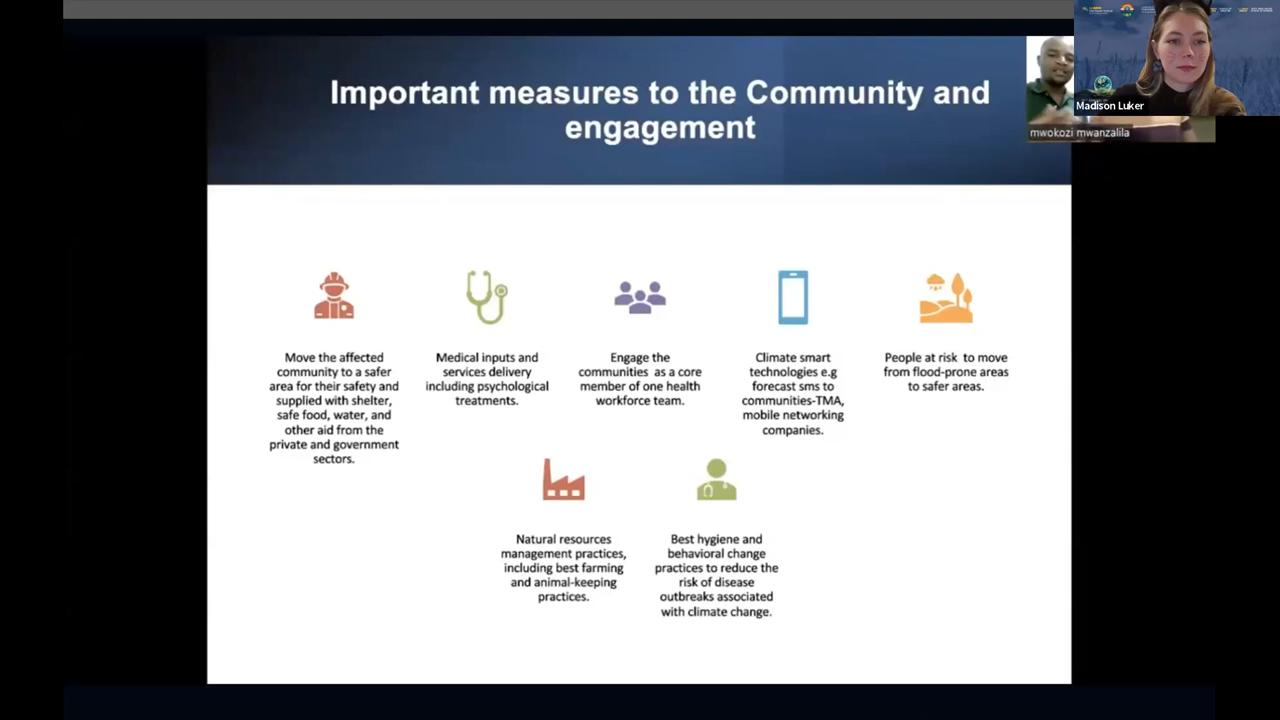 Important measures to the Community and
engagement
Madison Luker
mwokozi mwanzalila
Move the affected
community to a safer
area for their safety and
supplied with shelter,
safe food, water, and
other aid from the
private and government
sectors.
Medical inputs and
services delivery
including psychological
treatments.
Engage the
communities as a core
member of one health
workforce team.
Climate smart
technologies e.g
forecast sms to
communities-TMA,
mobile networking
companies.
People at risk to move
from flood-prone areas
to safer areas.
Natural resources
management practices,
including best farming
and animal-keeping
practices.
Best hygiene and
behavioral change
practices to reduce the
risk of disease
outbreaks associated
with climate change.